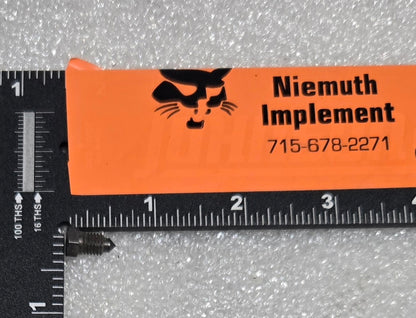 1
Niemuth
Implement
715-678-2271
100 THS
16 THS
1 2 3 4
1